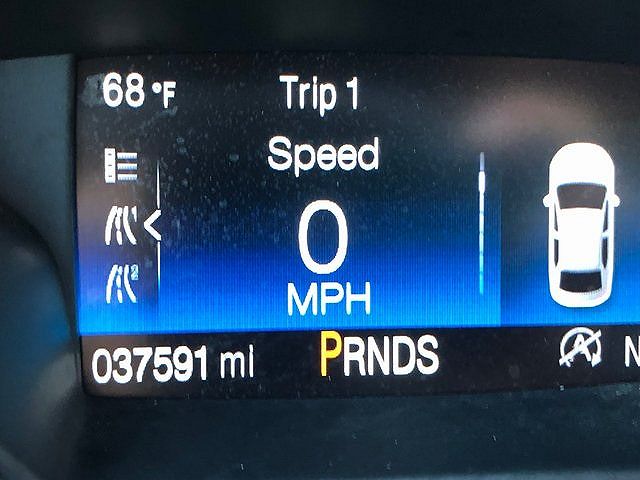 68 °F
Trip 1
Speed
0
MPH
037591 mi
PRNDS
A
N